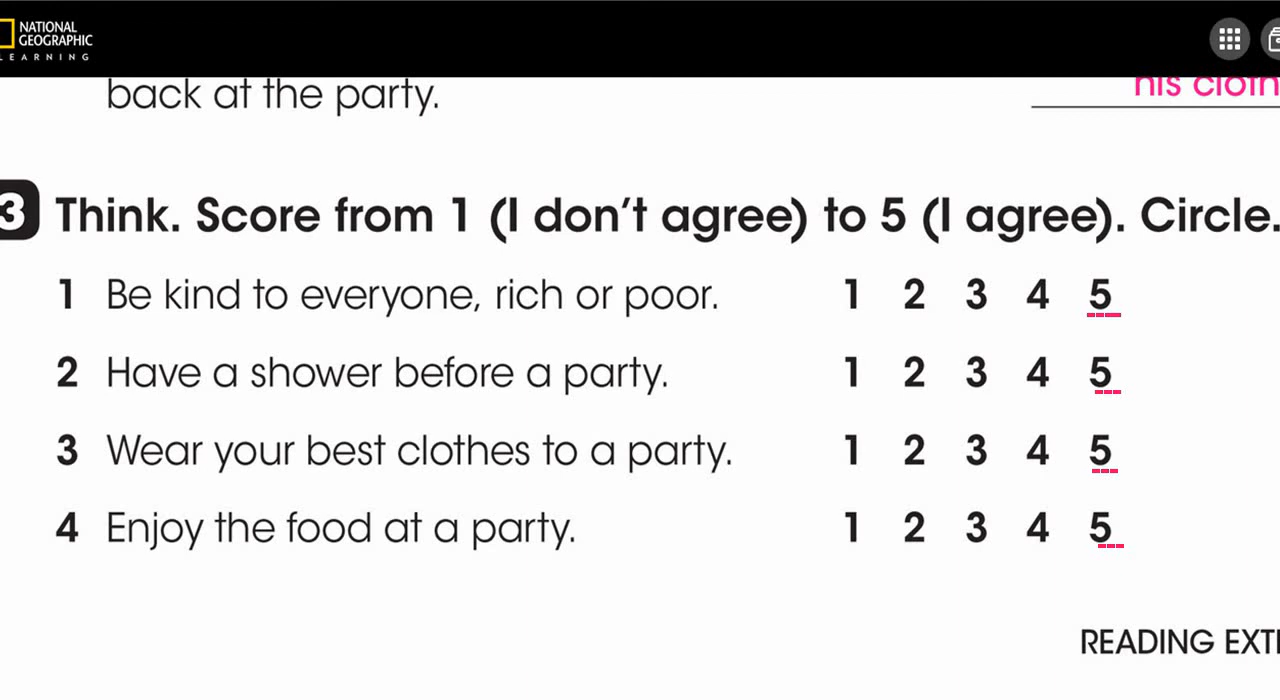 NATIONAL
GEOGRAPHIC
LEARNING
back at the party.
his cloth
3 Think. Score from 1 (I don't agree) to 5 (I agree). Circle.
1 Be kind to everyone, rich or poor. 1 2 3 4 5
2 Have a shower before a party. 1 2 3 4 5
3 Wear your best clothes to a party. 1 2 3 4 5
4 Enjoy the food at a party. 1 2 3 4 5
READING EXT